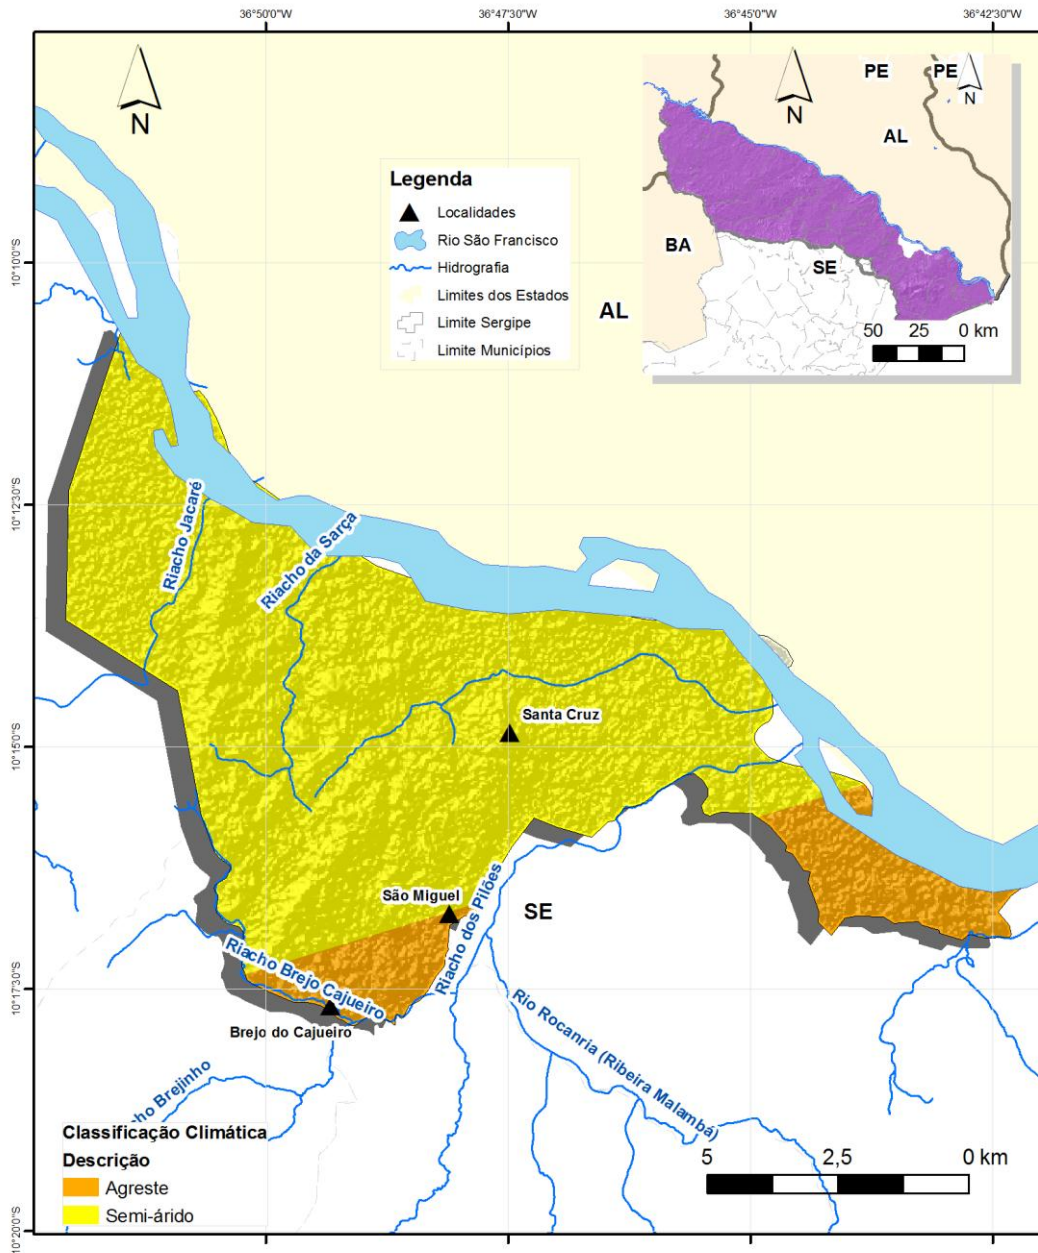 36°50'0"W
36°47'30"W
36°45'0"W
36°42'30"W
N
N
N
PE
PE
AL
BA
SE
50 25 0 km
Legenda
Localidades
Rio São Francisco
Hidrografia
Limites dos Estados
Limite Sergipe
Limite Municípios
AL
10°10'0"S
10°12'30"S
10°15'0"S
10°17'30"S
10°20'0"S
Riacho Jacaré
Riacho da Sarça
Santa Cruz
São Miguel
Riacho dos Pilões
SE
Riacho Brejo Cajueiro
Brejo do Cajueiro
Rio Rocanria (Ribeira Malambá)
ho Brejinho
Classificação Climática
Descrição
Agreste
Semi-árido
5 2,5 0 km